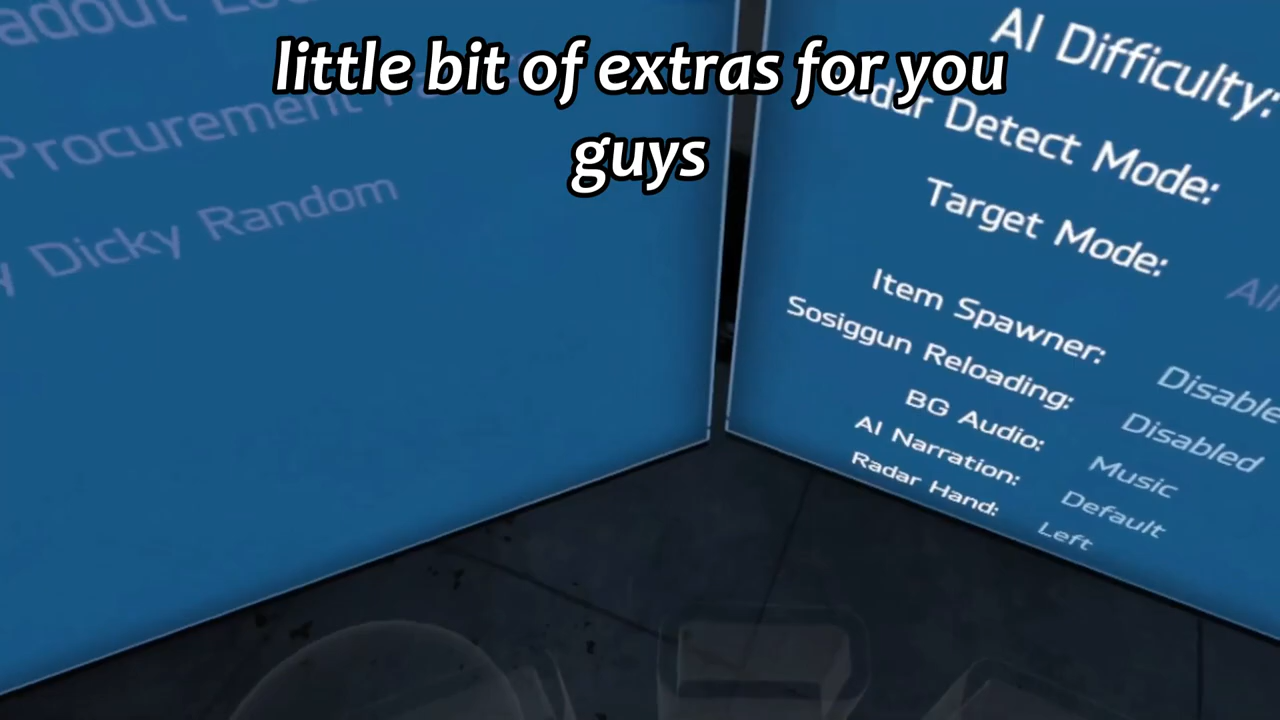 little bit of extras for you
guys
Procurement
Dicky Random
AI Difficulty:
Radar Detect Mode:
Target Mode:
Item Spawner:
Sosiggun Reloading: Disabled
BG Audio: Music
AI Narration: Default
Radar Hand: Left